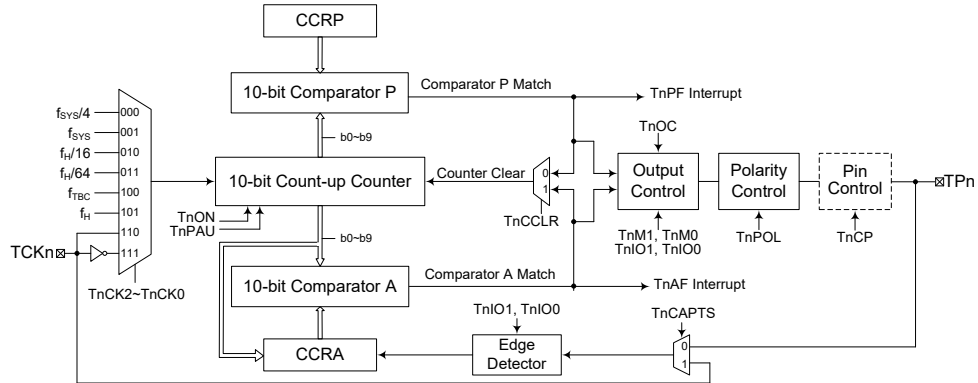 CCRP
10-bit Comparator P
Comparator P Match
TnPF Interrupt
b0~b9
TnOC
fSYS/4
000
fSYS
001
fH/16
010
fH/64
011
fTBC
100
fH
101
110
TCKn
111
TnCK2~TnCK0
10-bit Count-up Counter
TnON
TnPAU
Counter Clear
0
1
TnCCLR
Output
Control
TnM1, TnM0
TnIO1, TnIO0
Polarity
Control
TnPOL
Pin
Control
TnCP
TPn
b0~b9
10-bit Comparator A
Comparator A Match
TnAF Interrupt
TnIO1, TnIO0
TnCAPTS
CCRA
Edge
Detector
0
1